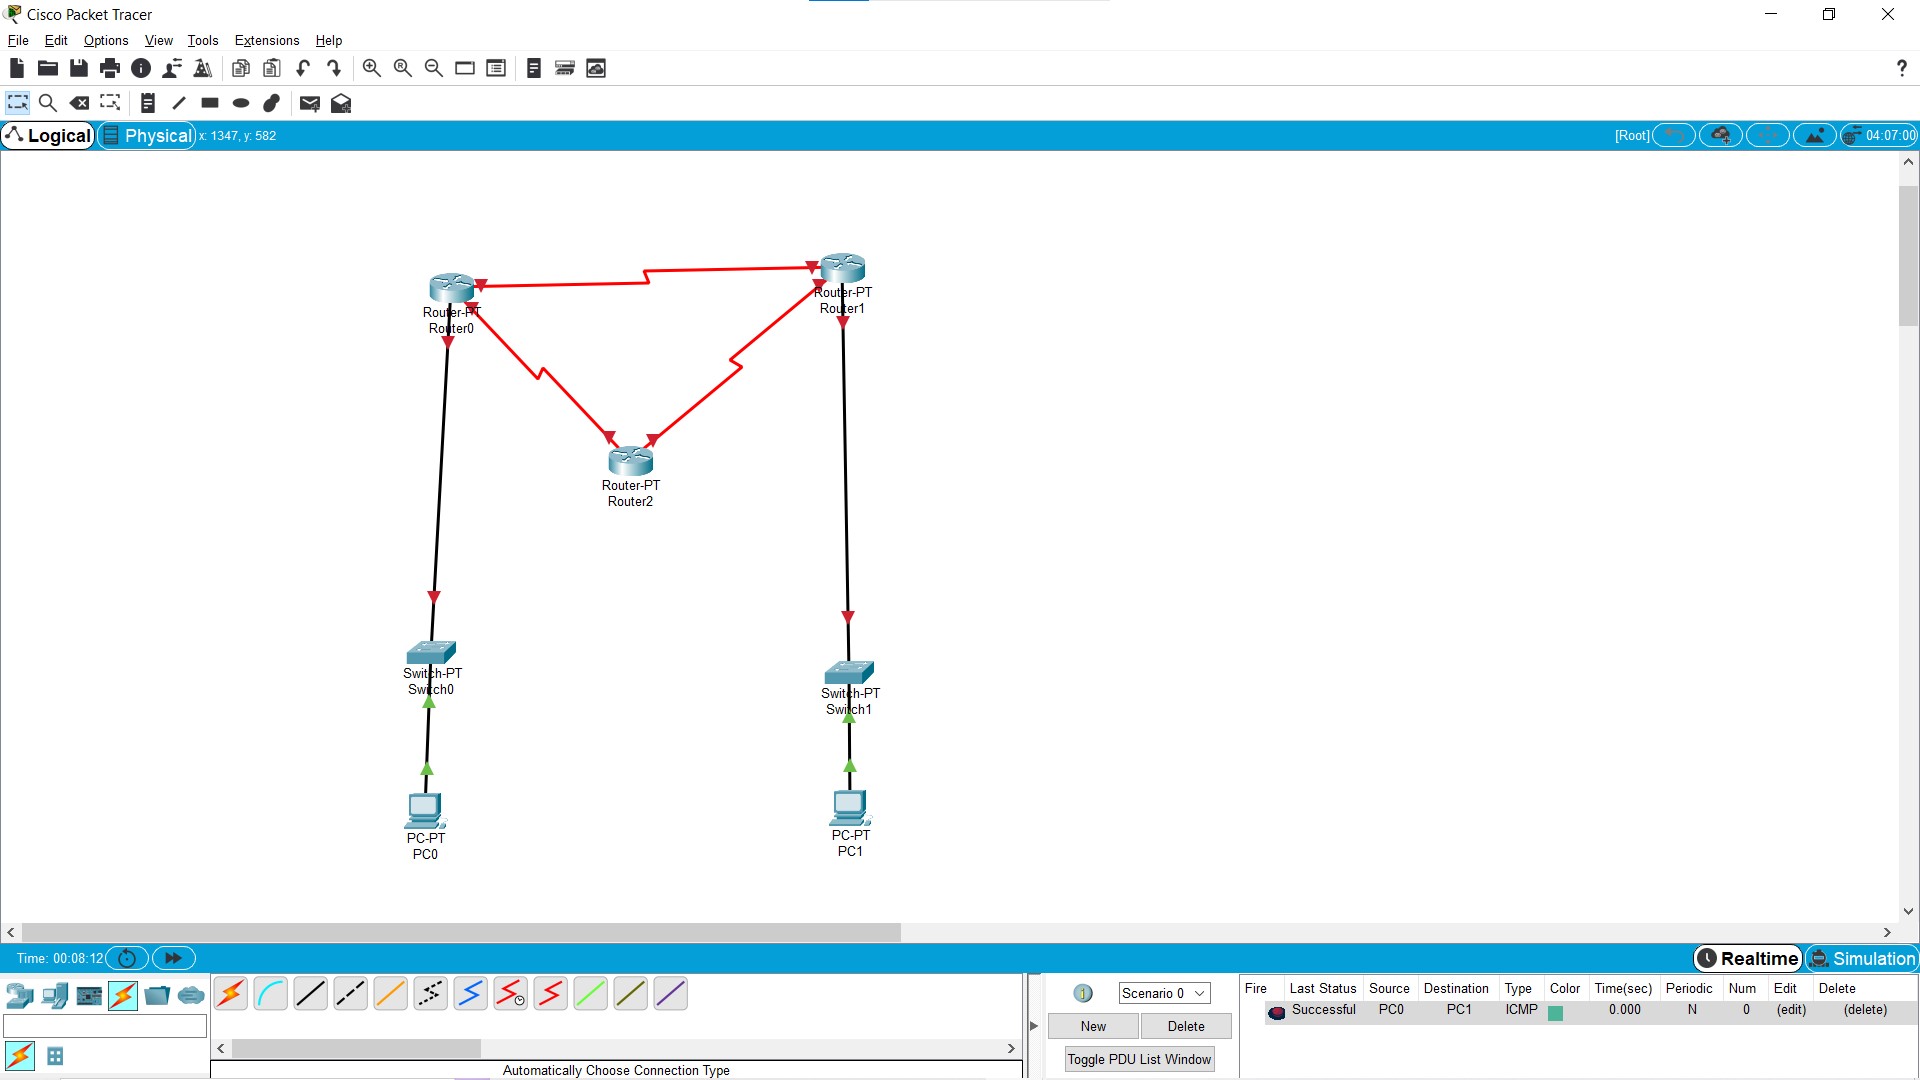 Cisco Packet Tracer
File Edit Options View Tools Extensions Help
?
Logical Physical x: 1347, y: 582 [Root] 04:07:00
Router-PT
Router0
Router-PT
Router1
Router-PT
Router2
Switch-PT
Switch0
Switch-PT
Switch1
PC-PT
PC0
PC-PT
PC1
Time: 00:08:12 Realtime Simulation
Scenario 0
New Delete
Toggle PDU List Window
Fire Last Status Source Destination Type Color Time(sec) Periodic Num Edit Delete
Successful PC0 PC1 ICMP 0.000 N 0 (edit) (delete)
Automatically Choose Connection Type